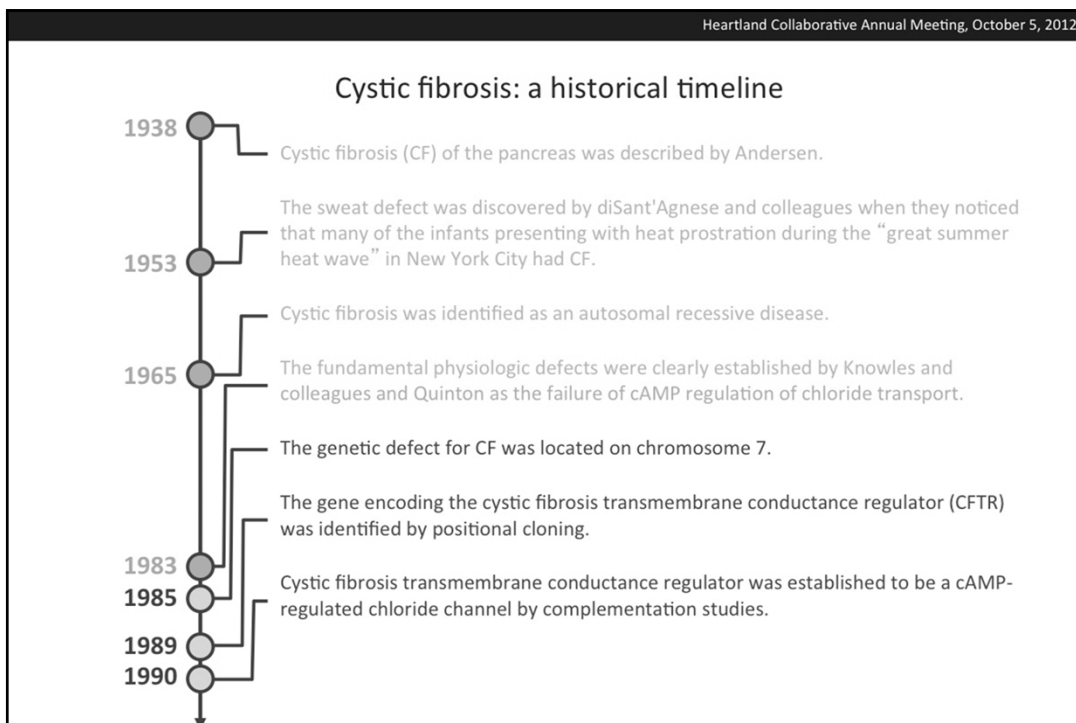 Heartland Collaborative Annual Meeting, October 5, 2012
Cystic fibrosis: a historical timeline
1938
Cystic fibrosis (CF) of the pancreas was described by Andersen.
The sweat defect was discovered by diSant'Agnese and colleagues when they noticed
that many of the infants presenting with heat prostration during the “great summer
heat wave” in New York City had CF.
1953
Cystic fibrosis was identified as an autosomal recessive disease.
1965
The fundamental physiologic defects were clearly established by Knowles and
colleagues and Quinton as the failure of cAMP regulation of chloride transport.
The genetic defect for CF was located on chromosome 7.
The gene encoding the cystic fibrosis transmembrane conductance regulator (CFTR)
was identified by positional cloning.
1983
Cystic fibrosis transmembrane conductance regulator was established to be a cAMP-
regulated chloride channel by complementation studies.
1985
1989
1990